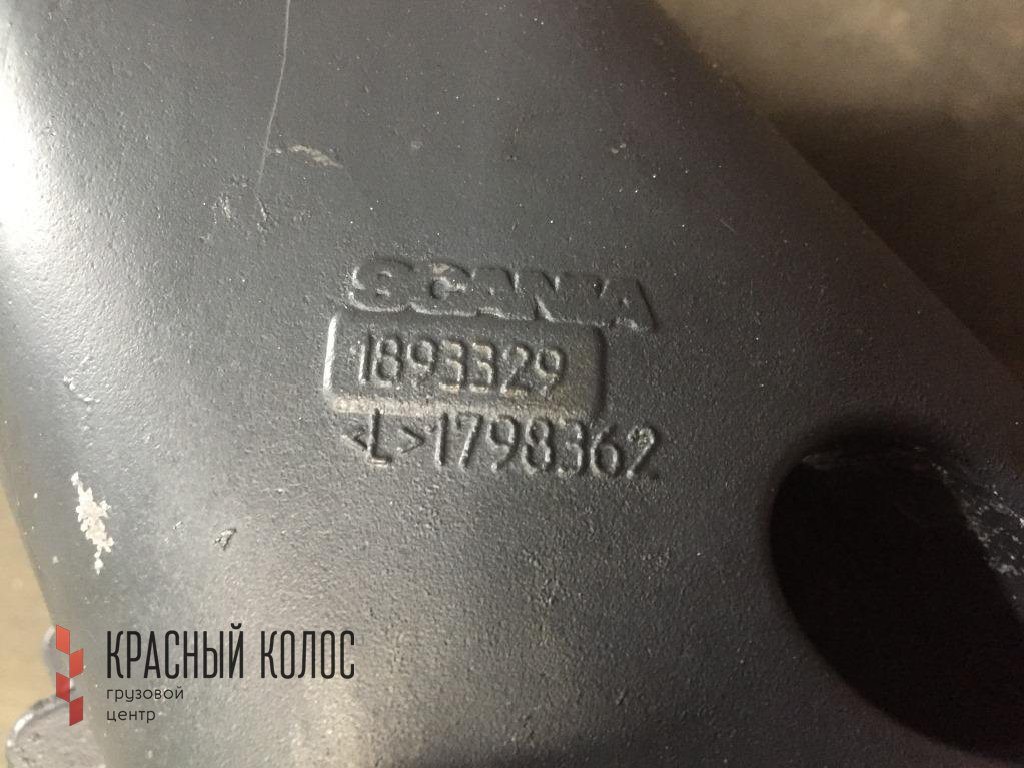 SCANIA
1893329
<L>1798362
КРАСНЫЙ КОЛОС
грузовой
центр